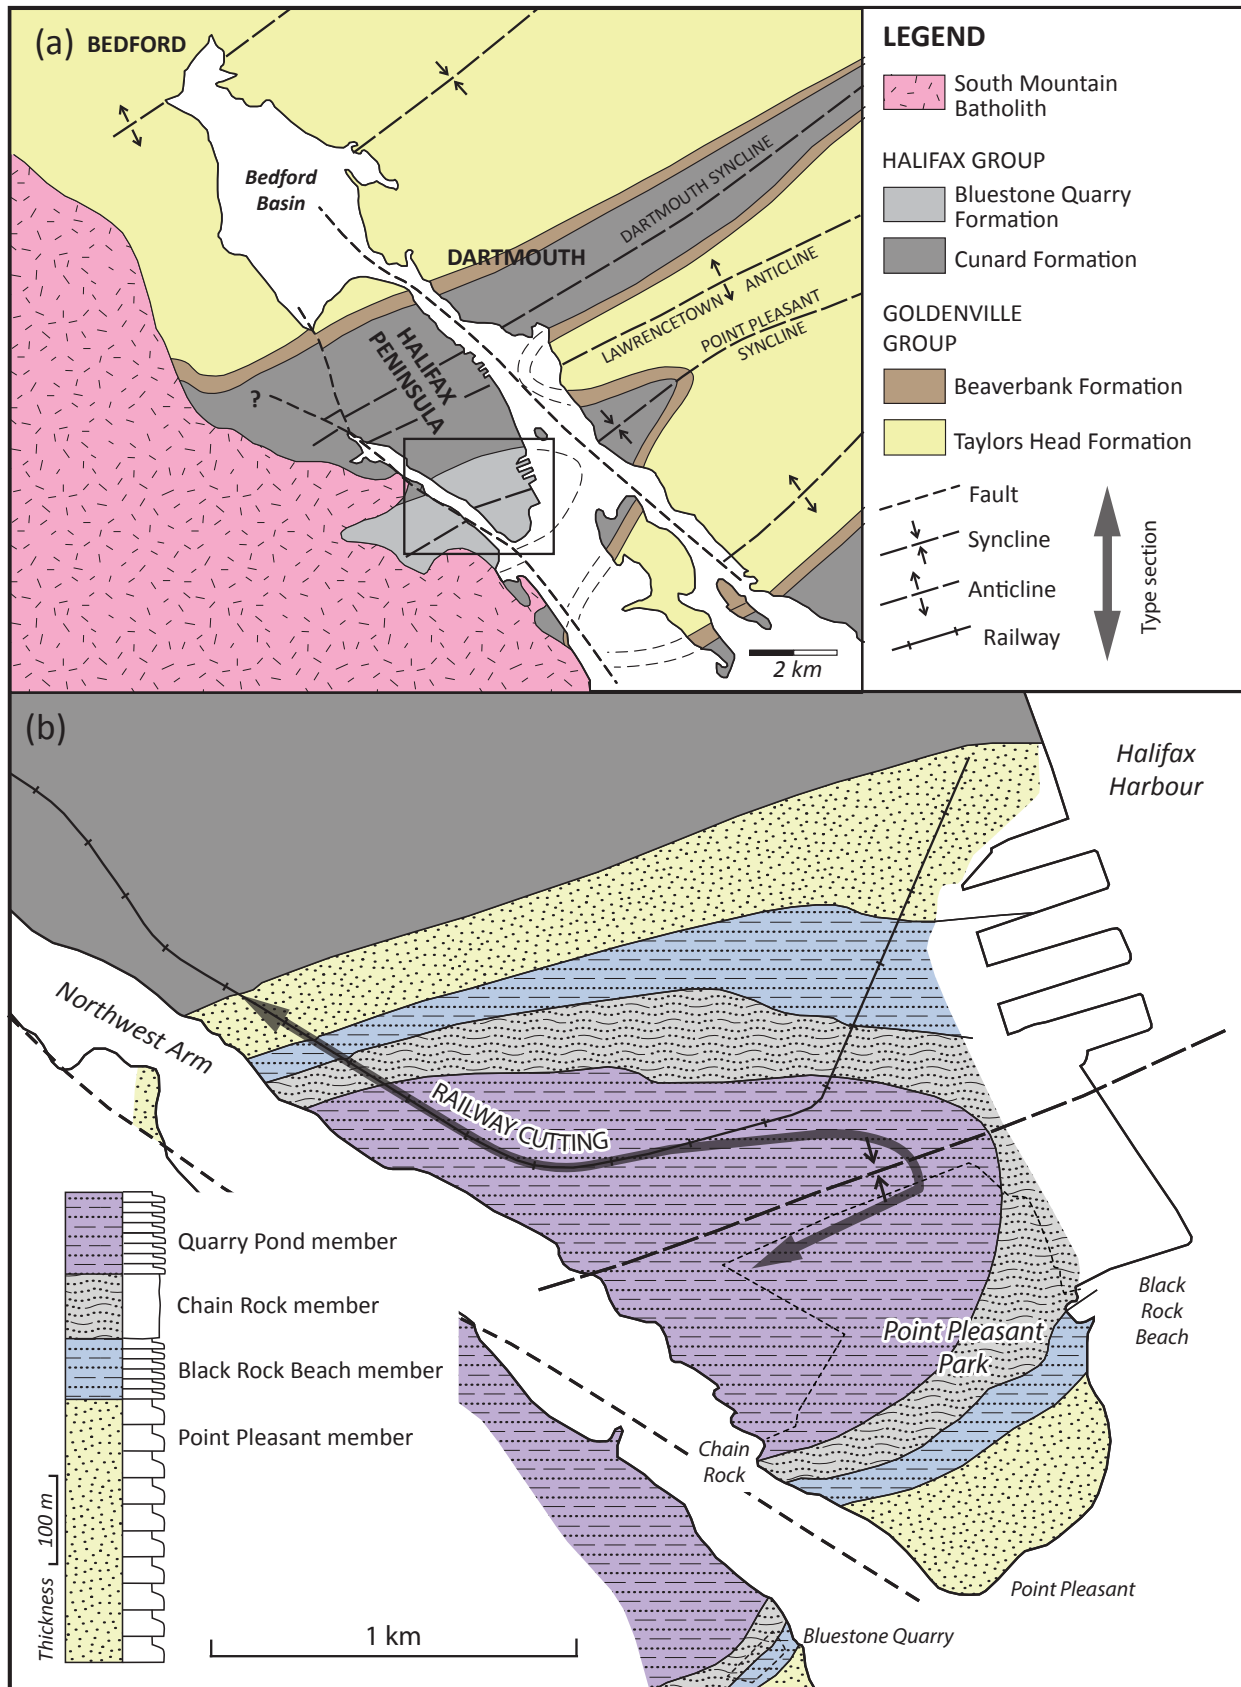 (a)
BEDFORD
Bedford
Basin
DARTMOUTH
DARTMOUTH SYNCLINE
LAWRENCETOWN ANTICLINE
POINT PLEASANT
SYNCLINE
HALIFAX
PENINSULA
?
2 km
LEGEND
South Mountain
Batholith
HALIFAX GROUP
Bluestone Quarry
Formation
Cunard Formation
GOLDENVILLE
GROUP
Beaverbank Formation
Taylors Head Formation
Fault
Syncline
Anticline
Railway
Type section
(b)
Halifax
Harbour
Northwest Arm
RAILWAY CUTTING
Quarry Pond member
Chain Rock member
Black Rock Beach member
Point Pleasant member
Thickness
100 m
1 km
Point Pleasant
Park
Black
Rock
Beach
Chain
Rock
Point Pleasant
Bluestone Quarry